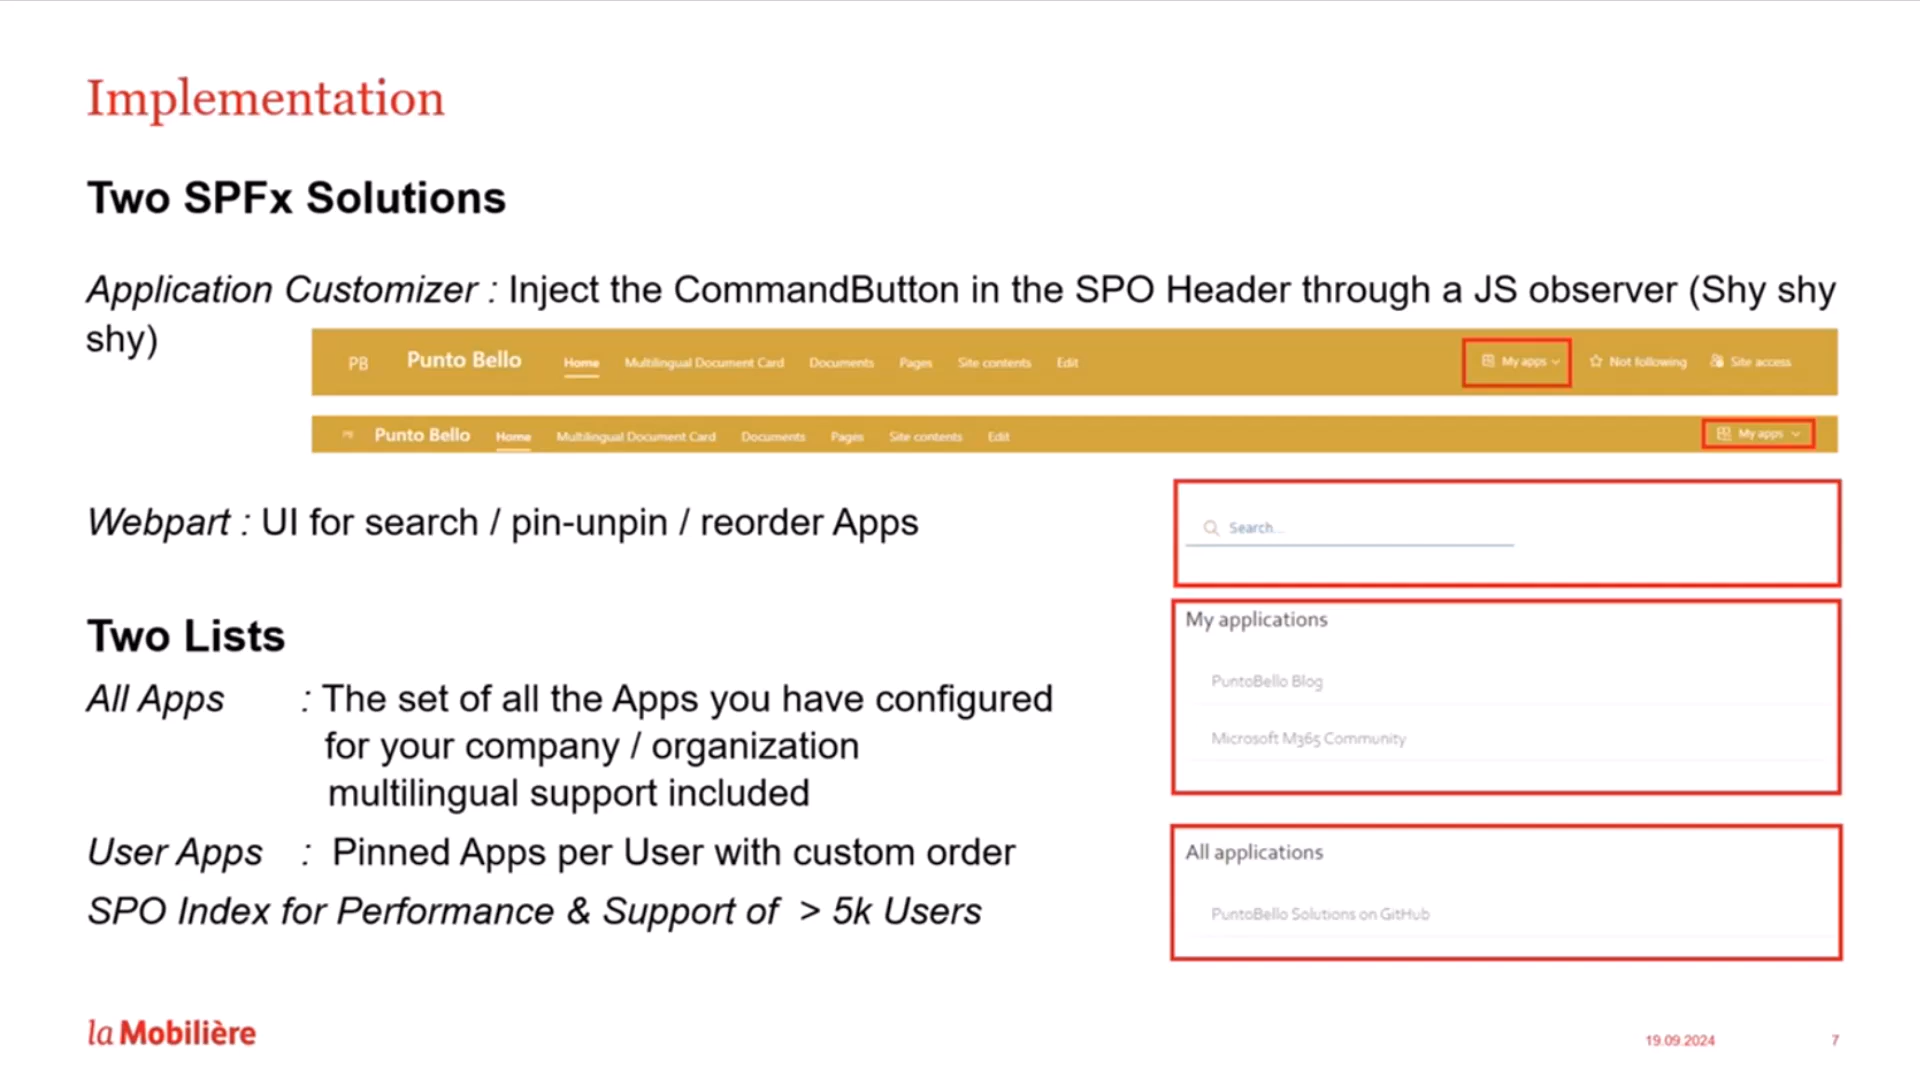 Implementation
Two SPFx Solutions
Application Customizer : Inject the CommandButton in the SPO Header through a JS observer (Shy shy
shy)
PB Punto Bello Home Multilingual Document Card Documents Pages Site contents Edit My apps Not following Site access
PB Punto Bello Home Multilingual Document Card Documents Pages Site contents Edit My apps
Webpart : UI for search / pin-unpin / reorder Apps
Search...
Two Lists
All Apps : The set of all the Apps you have configured
for your company / organization
multilingual support included
User Apps : Pinned Apps per User with custom order
SPO Index for Performance & Support of > 5k Users
My applications
PuntoBello Blog
Microsoft M365 Community
All applications
PuntoBello Solutions on GitHub
la Mobilière
19.09.2024 7